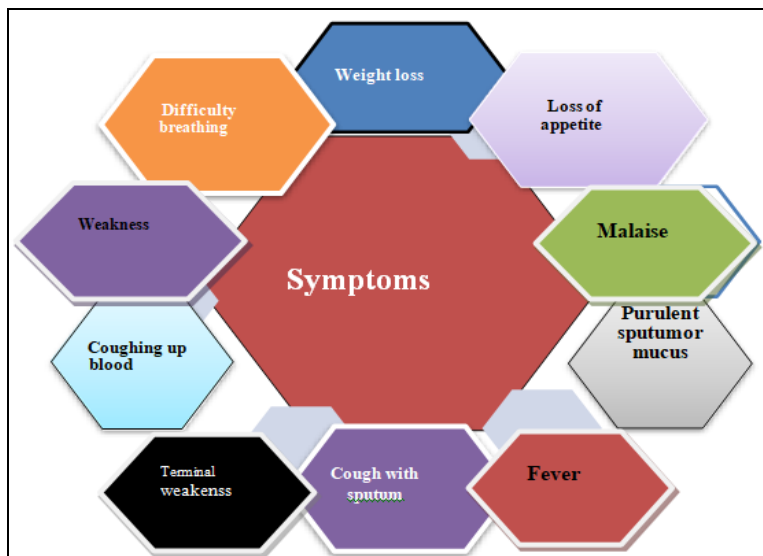 Weight loss
Difficulty
breathing
Loss of
appetite
Weakness
Malaise
Symptoms
Purulent
sputumor
mucus
Coughing up
blood
Terminal
weakenss
Cough with
sputum
Fever